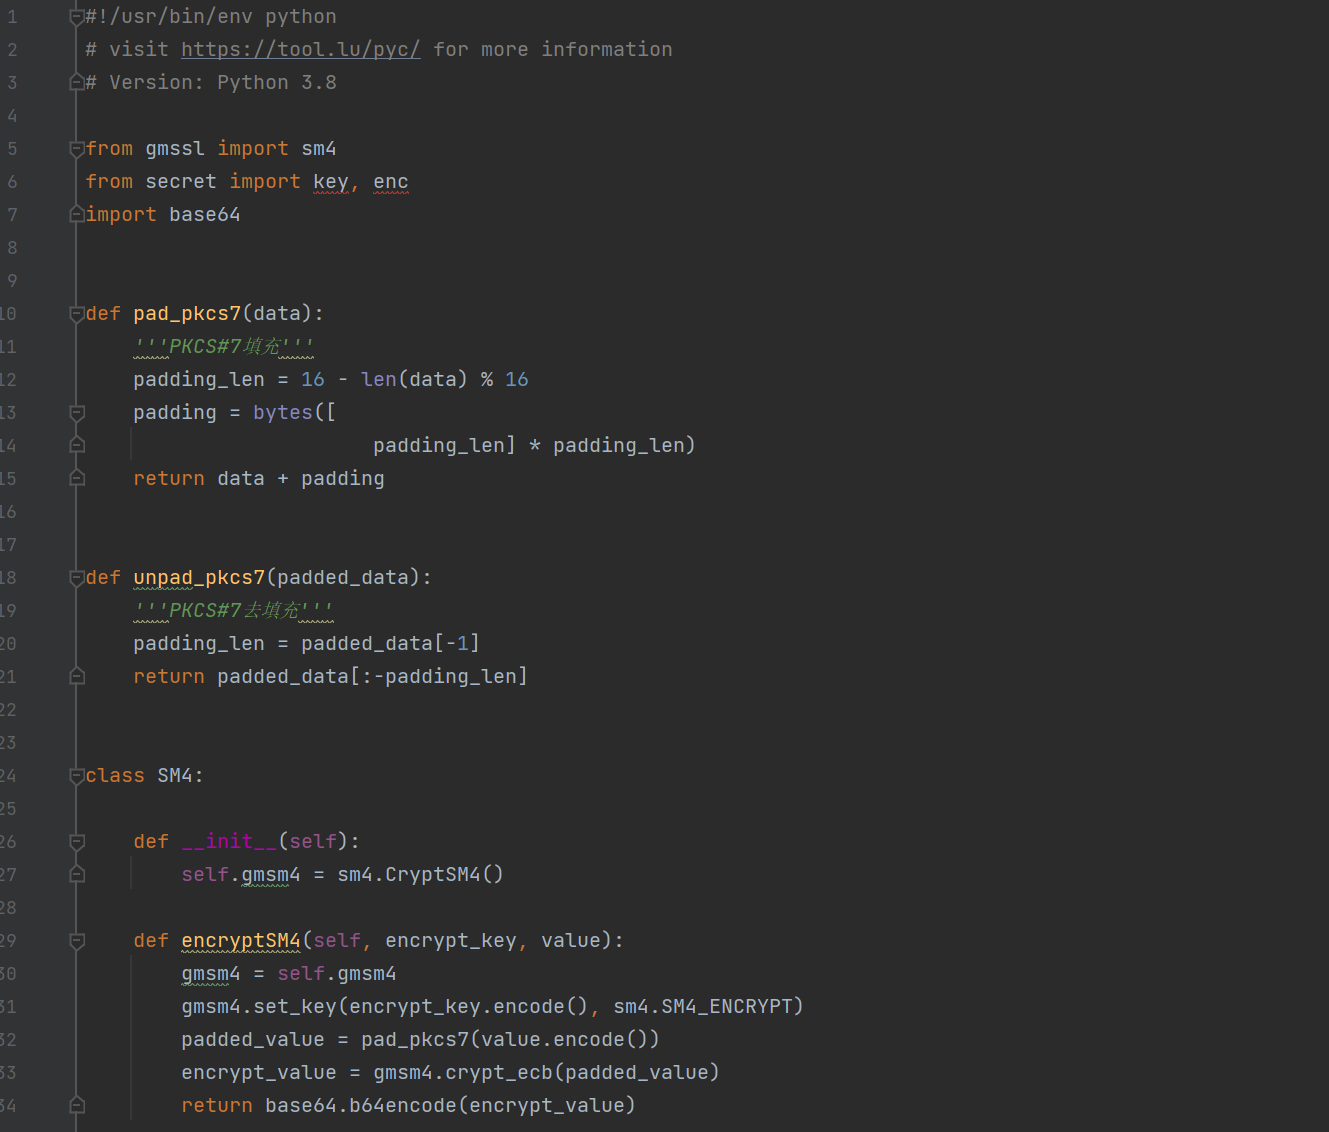 1 #!/usr/bin/env python
2 # visit https://tool.lu/pyc/ for more information
3 # Version: Python 3.8
4
5 from gmssl import sm4
6 from secret import key, enc
7 import base64
8
9
10 def pad_pkcs7(data):
11     '''PKCS#7填充'''
12     padding_len = 16 - len(data) % 16
13     padding = bytes([
14                         padding_len] * padding_len)
15     return data + padding
16
17
18 def unpad_pkcs7(padded_data):
19     '''PKCS#7去填充'''
20     padding_len = padded_data[-1]
21     return padded_data[:-padding_len]
22
23
24 class SM4:
25
26     def __init__(self):
27         self.gmsm4 = sm4.CryptSM4()
28
29     def encryptSM4(self, encrypt_key, value):
30         gmsm4 = self.gmsm4
31         gmsm4.set_key(encrypt_key.encode(), sm4.SM4_ENCRYPT)
32         padded_value = pad_pkcs7(value.encode())
33         encrypt_value = gmsm4.crypt_ecb(padded_value)
34         return base64.b64encode(encrypt_value)